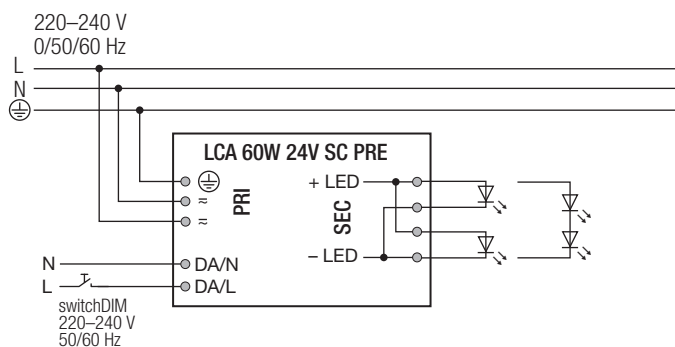 220–240 V
0/50/60 Hz
L
N
LCA 60W 24V SC PRE
+ LED
≂
PRI
SEC
≂
– LED
N
DA/N
L
DA/L
switchDIM
220–240 V
50/60 Hz